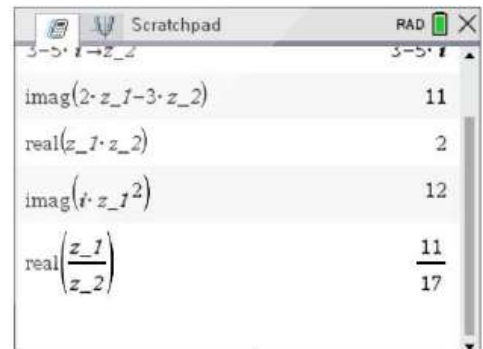 Scratchpad RAD
3-5·i→z_2 3-5·i
imag(2·z_1-3·z_2) 11
real(z_1·z_2) 2
imag(i·z_1²) 12
real(z_1/z_2) 11/17